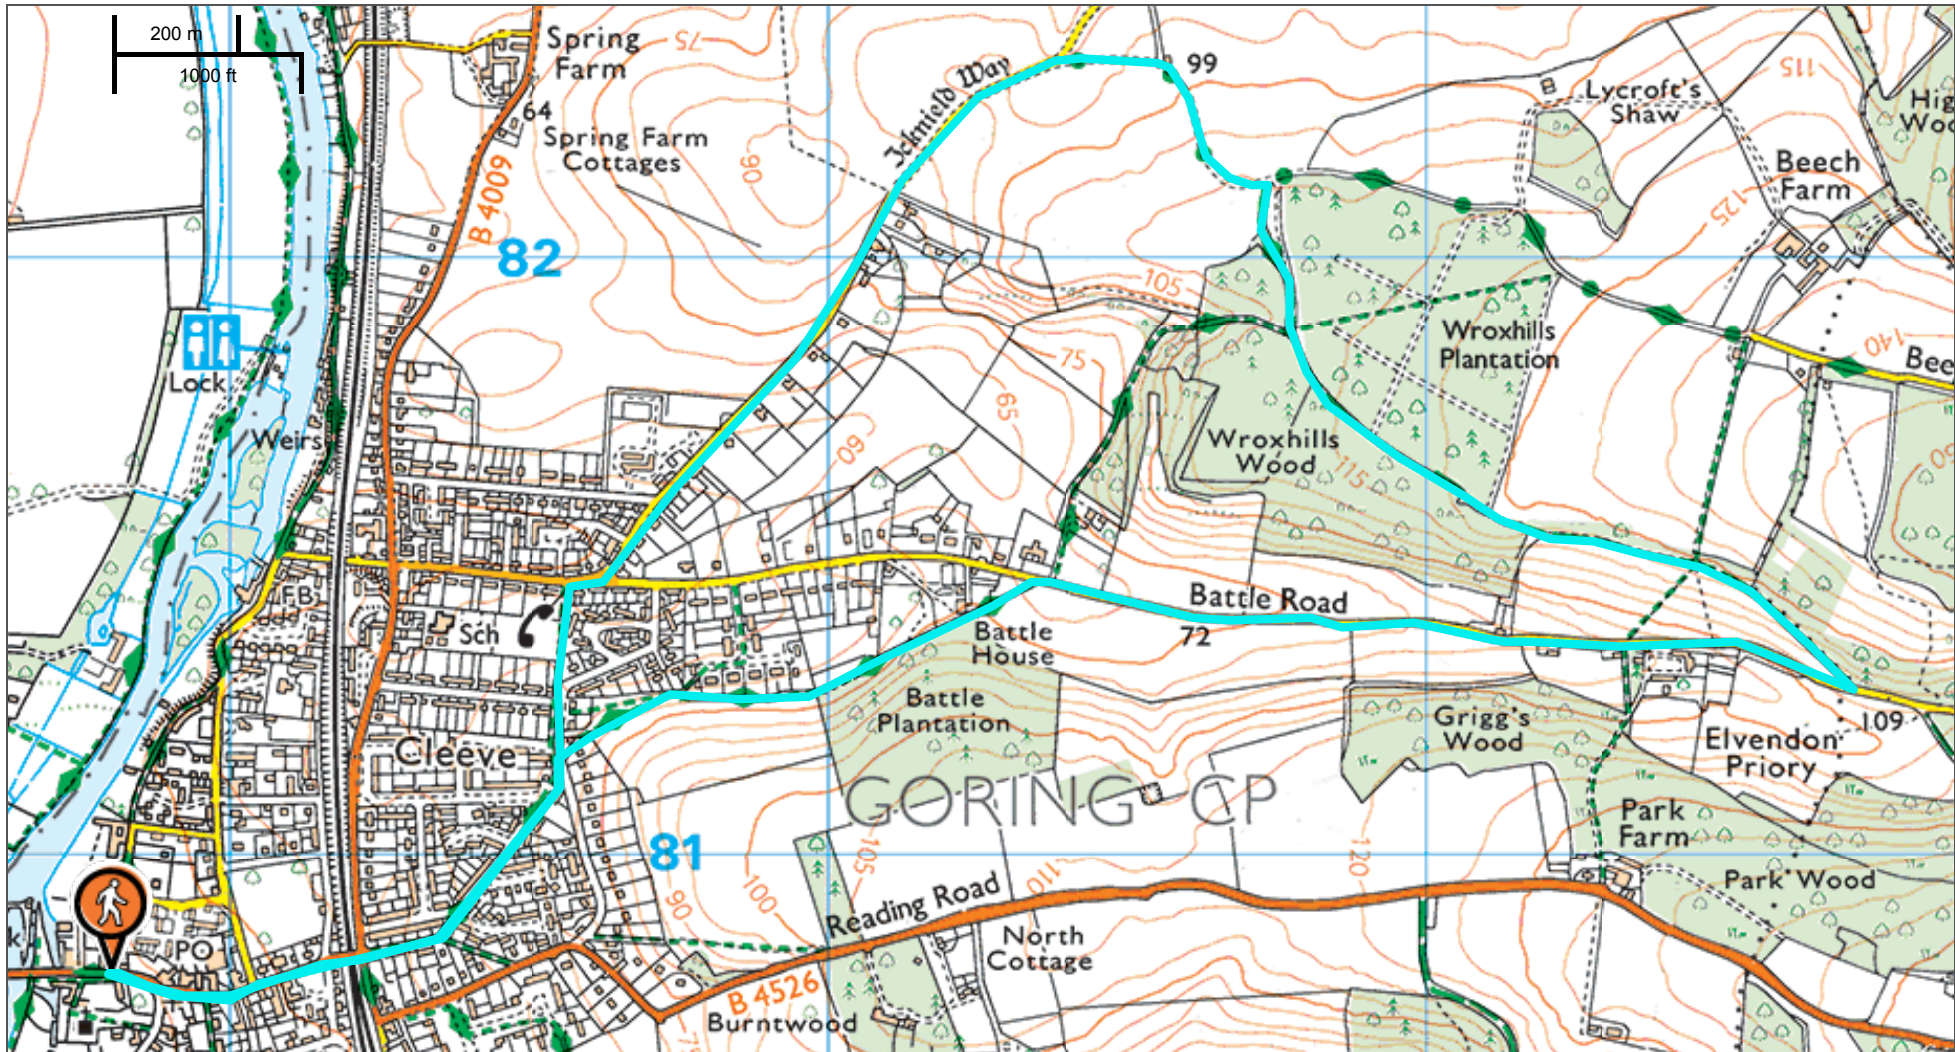 200 m
1000 ft
Spring
Farm
64
Spring Farm
Cottages
B 4009
82
75
90
Icknield Way
99
Lycroft's
Shaw
115
Beech
Farm
125
105
75
65
60
Wroxhills
Plantation
140
Bee
Lock
Weirs
Wroxhills
Wood
115
FB
Sch
Battle Road
72
Battle
House
Battle
Plantation
Cleeve
Grigg's
Wood
109
Elvendon
Priory
GORING CP
81
Park
Farm
105
110
120
90
100
Park Wood
Reading Road
North
Cottage
PO
k
B 4526
Burntwood